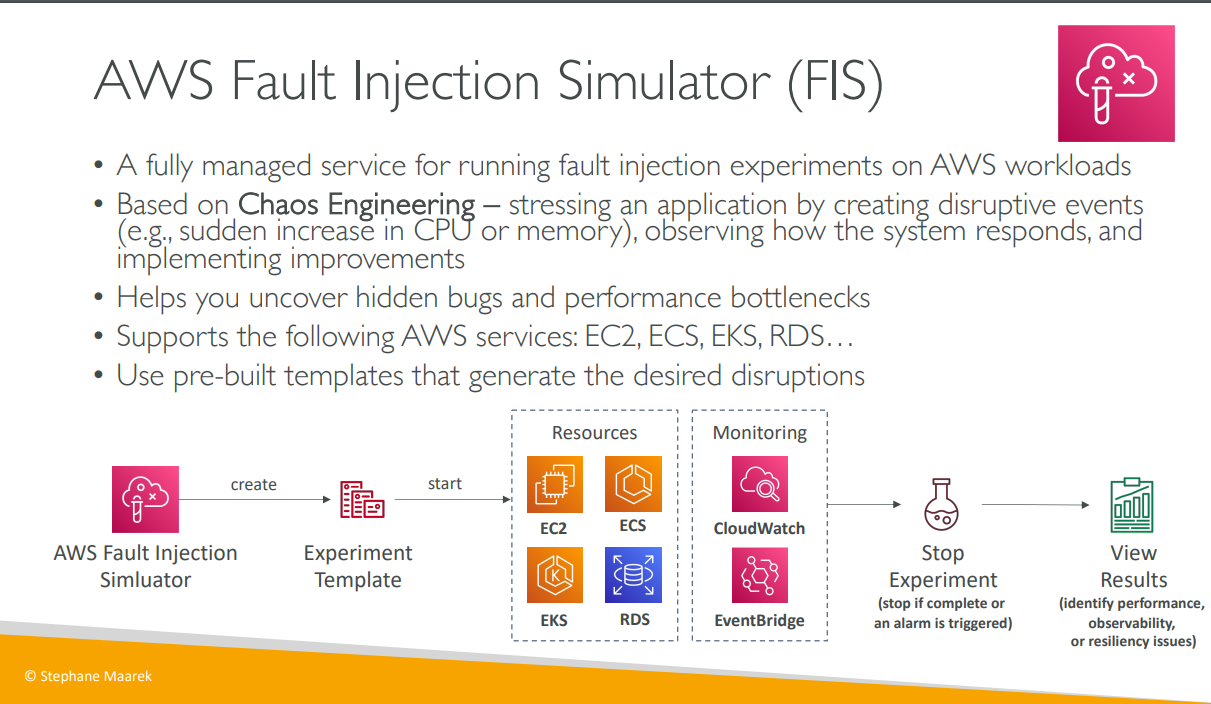 AWS Fault Injection Simulator (FIS)
• A fully managed service for running fault injection experiments on AWS workloads
• Based on Chaos Engineering – stressing an application by creating disruptive events
(e.g., sudden increase in CPU or memory), observing how the system responds, and
implementing improvements
• Helps you uncover hidden bugs and performance bottlenecks
• Supports the following AWS services: EC2, ECS, EKS, RDS…
• Use pre-built templates that generate the desired disruptions
AWS Fault Injection
Simluator
create
Experiment
Template
start
Resources
EC2
ECS
EKS
RDS
Monitoring
CloudWatch
EventBridge
Stop
Experiment
(stop if complete or
an alarm is triggered)
View
Results
(identify performance,
observability,
or resiliency issues)
© Stephane Maarek